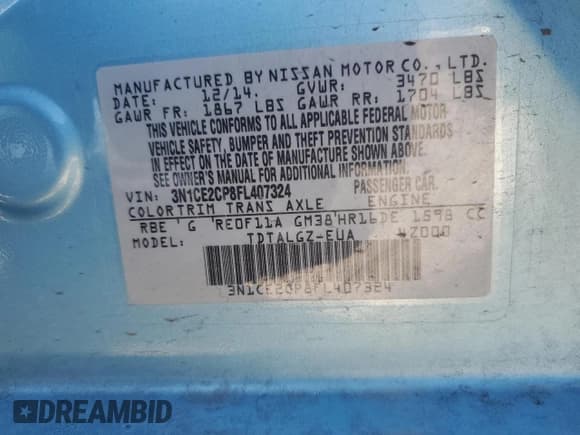 MANUFACTURED BY NISSAN MOTOR CO., LTD.
DATE: 12/14. GVWR: 3470 LBS
GAWR FR: 1867 LBS GAWR RR: 1704 LBS
THIS VEHICLE CONFORMS TO ALL APPLICABLE FEDERAL MOTOR
VEHICLE SAFETY, BUMPER AND THEFT PREVENTION STANDARDS
IN EFFECT ON THE DATE OF MANUFACTURE SHOWN ABOVE.
SEE OWNER'S MANUAL FOR ADDITIONAL INFORMATION.
VIN: 3N1CE2CP8FL407324 PASSENGER CAR.
COLOR TRIM TRANS AXLE ENGINE
RBE G RE0F11A GM38 HR16DE 1598 CC
MODEL: TDTALGZ-EUA 4Z000
3N1CE2CP8FL407324
DREAMBID